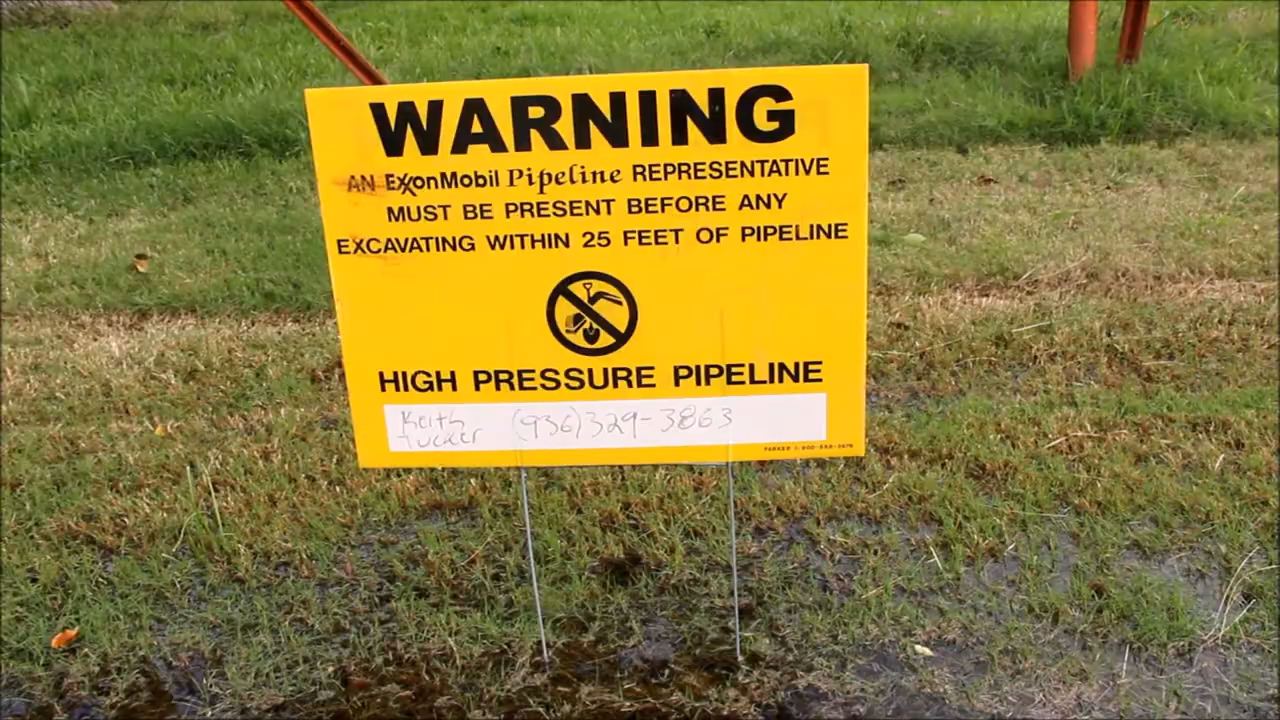 WARNING
AN ExxonMobil Pipeline REPRESENTATIVE
MUST BE PRESENT BEFORE ANY
EXCAVATING WITHIN 25 FEET OF PIPELINE
HIGH PRESSURE PIPELINE
Keith (936)329-3863
Tucker
PARKER